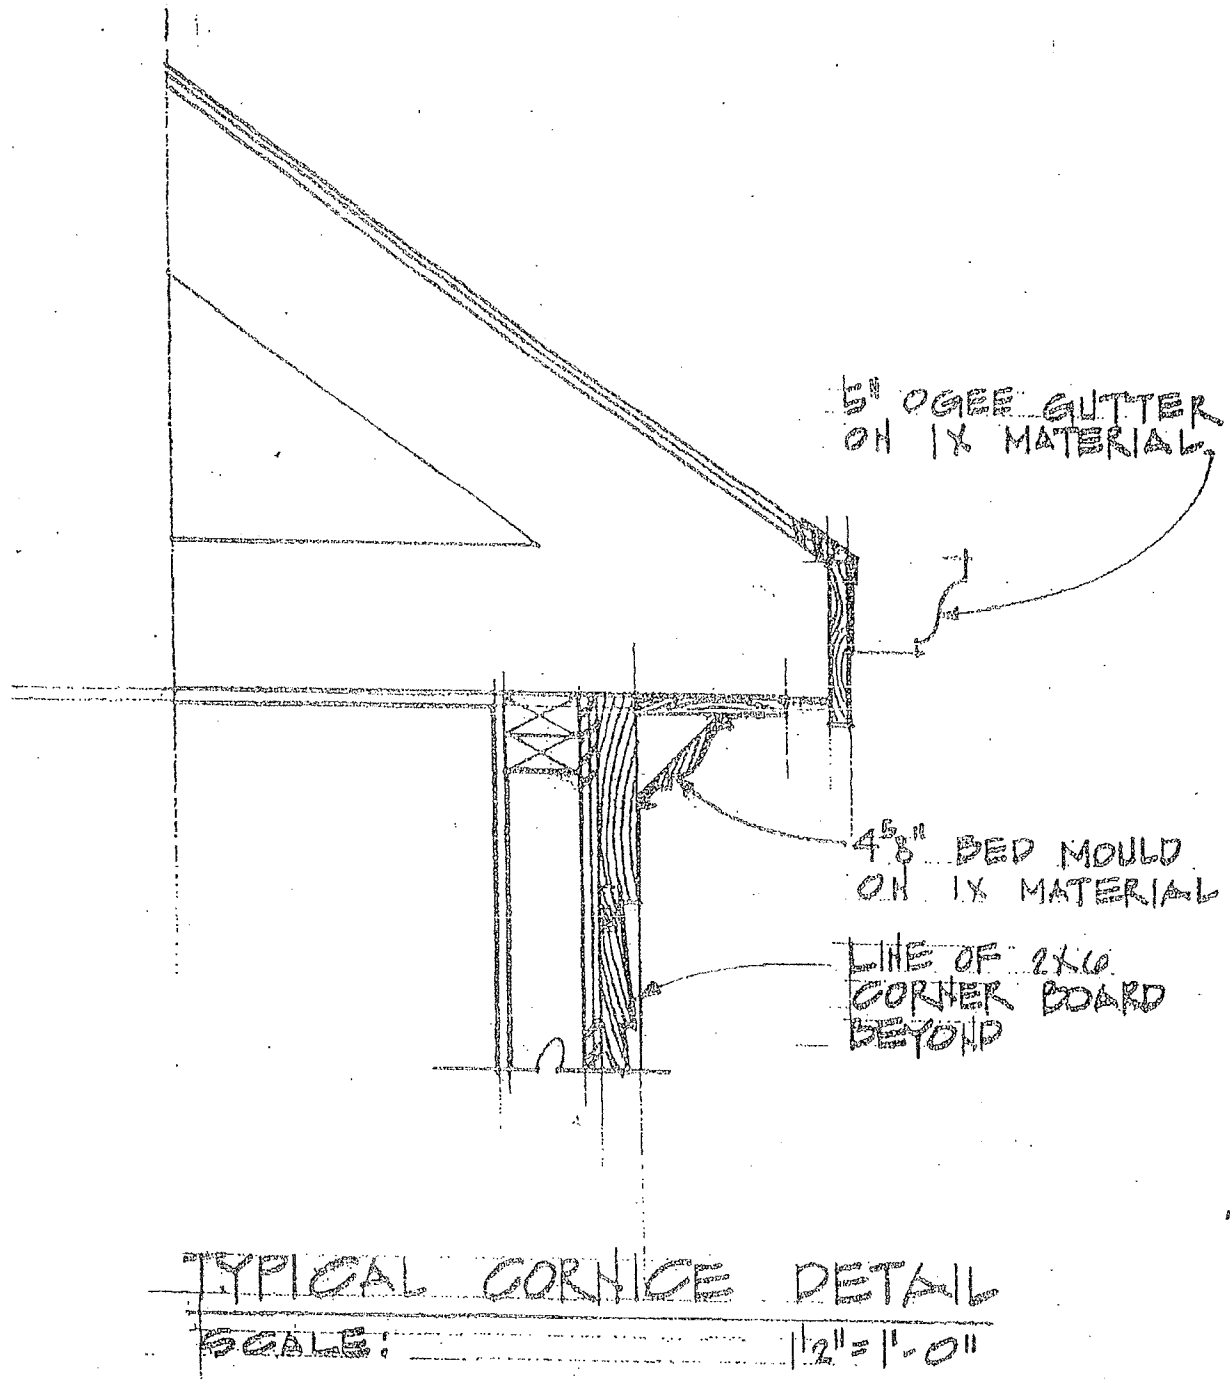 5" OGEE GUTTER
ON 1X MATERIAL
4 5/8" BED MOULD
ON 1X MATERIAL
LINE OF 2X6
CORNER BOARD
BEYOND
TYPICAL CORNICE DETAIL
SCALE: 1 1/2" = 1'-0"